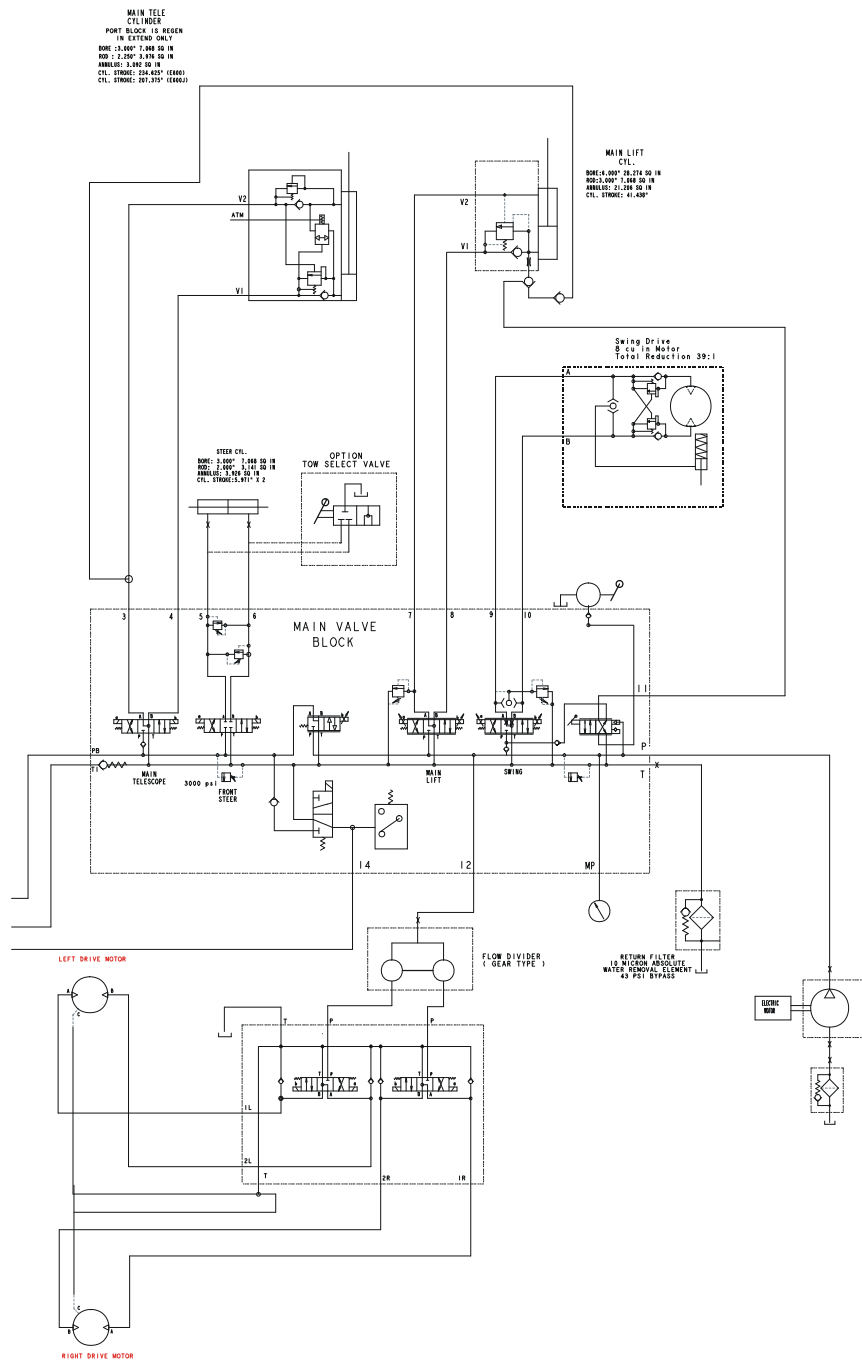 MAIN TELE
CYLINDER
PORT BLOCK IS REGEN
IN EXTEND ONLY
BORE :3.000" 7.068 SQ IN
ROD : 2.250" 3.976 SQ IN
ANNULUS: 3.092 SQ IN
CYL. STROKE: 234.625" (E600)
CYL. STROKE: 207.375" (E600J)
MAIN LIFT
CYL.
BORE:6.000" 28.274 SQ IN
ROD:3.000" 7.068 SQ IN
ANNULUS: 21.206 SQ IN
CYL. STROKE: 41.438"
V2
ATM
V1
V2
V1
Swing Drive
8 cu in Motor
Total Reduction 39:1
A
B
STEER CYL.
BORE: 3.000" 7.068 SQ IN
ROD: 2.000" 3.141 SQ IN
ANNULUS: 3.926 SQ IN
CYL. STROKE:5.971" X 2
OPTION
TOW SELECT VALVE
3
4
5
6
7
8
9
10
MAIN VALVE
BLOCK
11
A B
A B
A B
A B
A B
P T
P T
P T
P T
P
PB
T1
T
MAIN
TELESCOPE
3000 psi
FRONT
STEER
MAIN
LIFT
SWING
14
12
MP
FLOW DIVIDER
( GEAR TYPE )
RETURN FILTER
10 MICRON ABSOLUTE
WATER REMOVAL ELEMENT
43 PSI BYPASS
ELECTRIC
MOTOR
LEFT DRIVE MOTOR
A
B
C
T
P
P
T P
T P
B A
B A
1L
2L
T
2R
1R
C
B
A
RIGHT DRIVE MOTOR